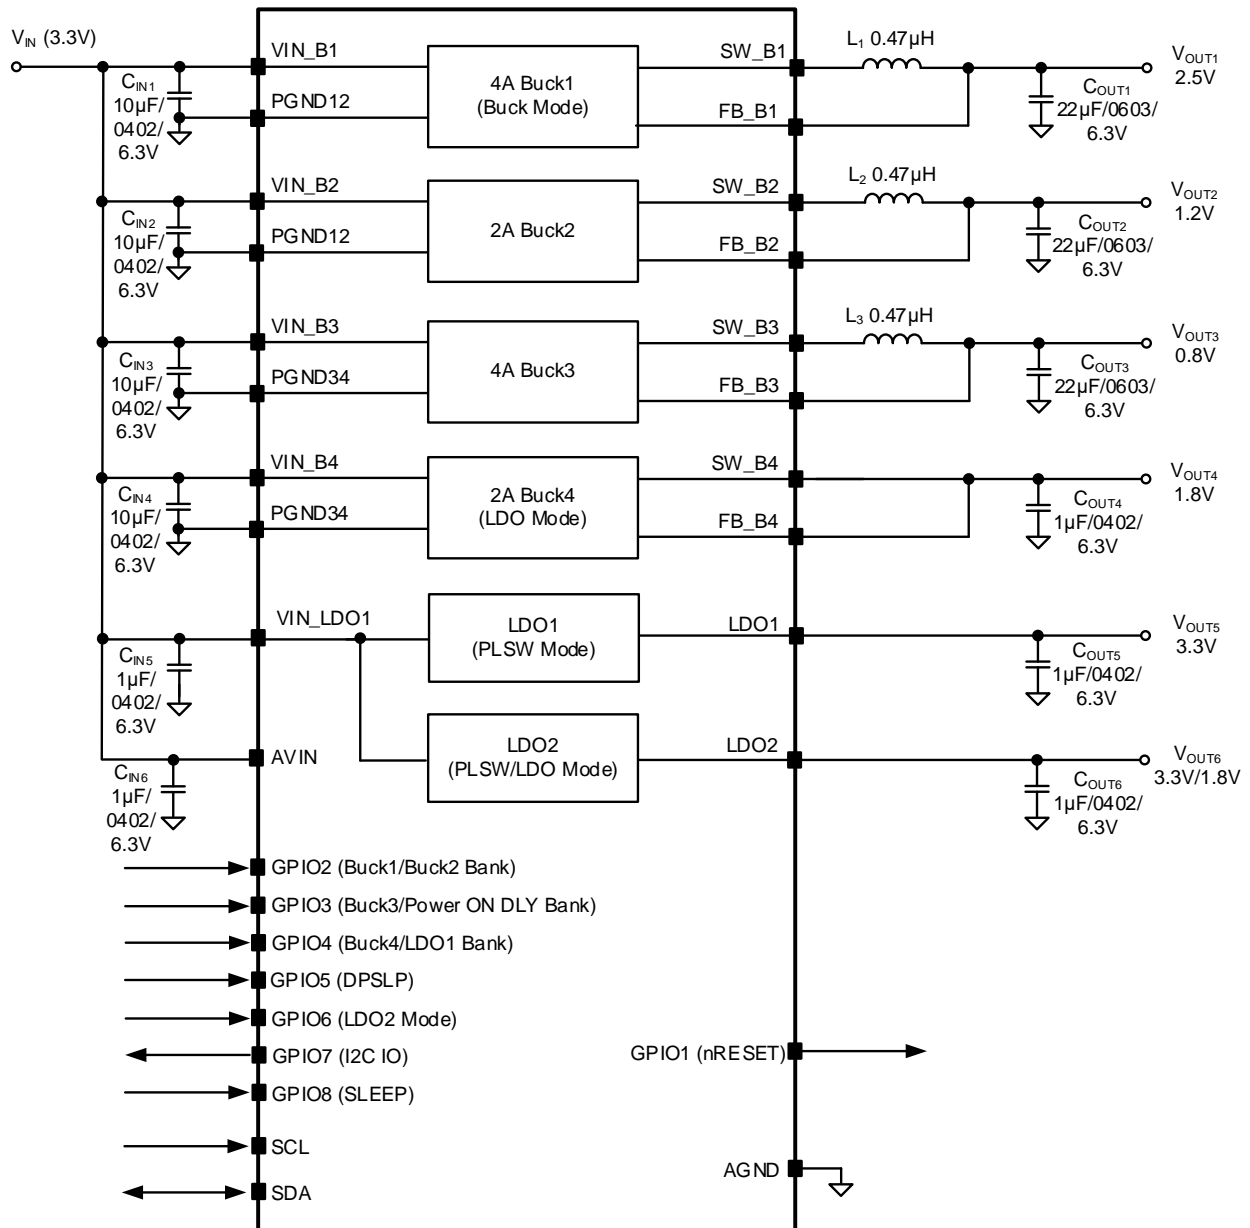 VIN (3.3V)
CIN1
10µF/
0402/
6.3V
VIN_B1
PGND12
4A Buck1
(Buck Mode)
SW_B1
FB_B1
L1 0.47µH
COUT1
22µF/0603/
6.3V
VOUT1
2.5V
CIN2
10µF/
0402/
6.3V
VIN_B2
PGND12
2A Buck2
SW_B2
FB_B2
L2 0.47µH
COUT2
22µF/0603/
6.3V
VOUT2
1.2V
CIN3
10µF/
0402/
6.3V
VIN_B3
PGND34
4A Buck3
SW_B3
FB_B3
L3 0.47µH
COUT3
22µF/0603/
6.3V
VOUT3
0.8V
CIN4
10µF/
0402/
6.3V
VIN_B4
PGND34
2A Buck4
(LDO Mode)
SW_B4
FB_B4
COUT4
1µF/0402/
6.3V
VOUT4
1.8V
CIN5
1µF/
0402/
6.3V
VIN_LDO1
LDO1
(PLSW Mode)
LDO1
COUT5
1µF/0402/
6.3V
VOUT5
3.3V
CIN6
1µF/
0402/
6.3V
AVIN
LDO2
(PLSW/LDO Mode)
LDO2
COUT6
1µF/0402/
6.3V
VOUT6
3.3V/1.8V
GPIO2 (Buck1/Buck2 Bank)
GPIO3 (Buck3/Power ON DLY Bank)
GPIO4 (Buck4/LDO1 Bank)
GPIO5 (DPSLP)
GPIO6 (LDO2 Mode)
GPIO7 (I2C IO)
GPIO1 (nRESET)
GPIO8 (SLEEP)
SCL
AGND
SDA